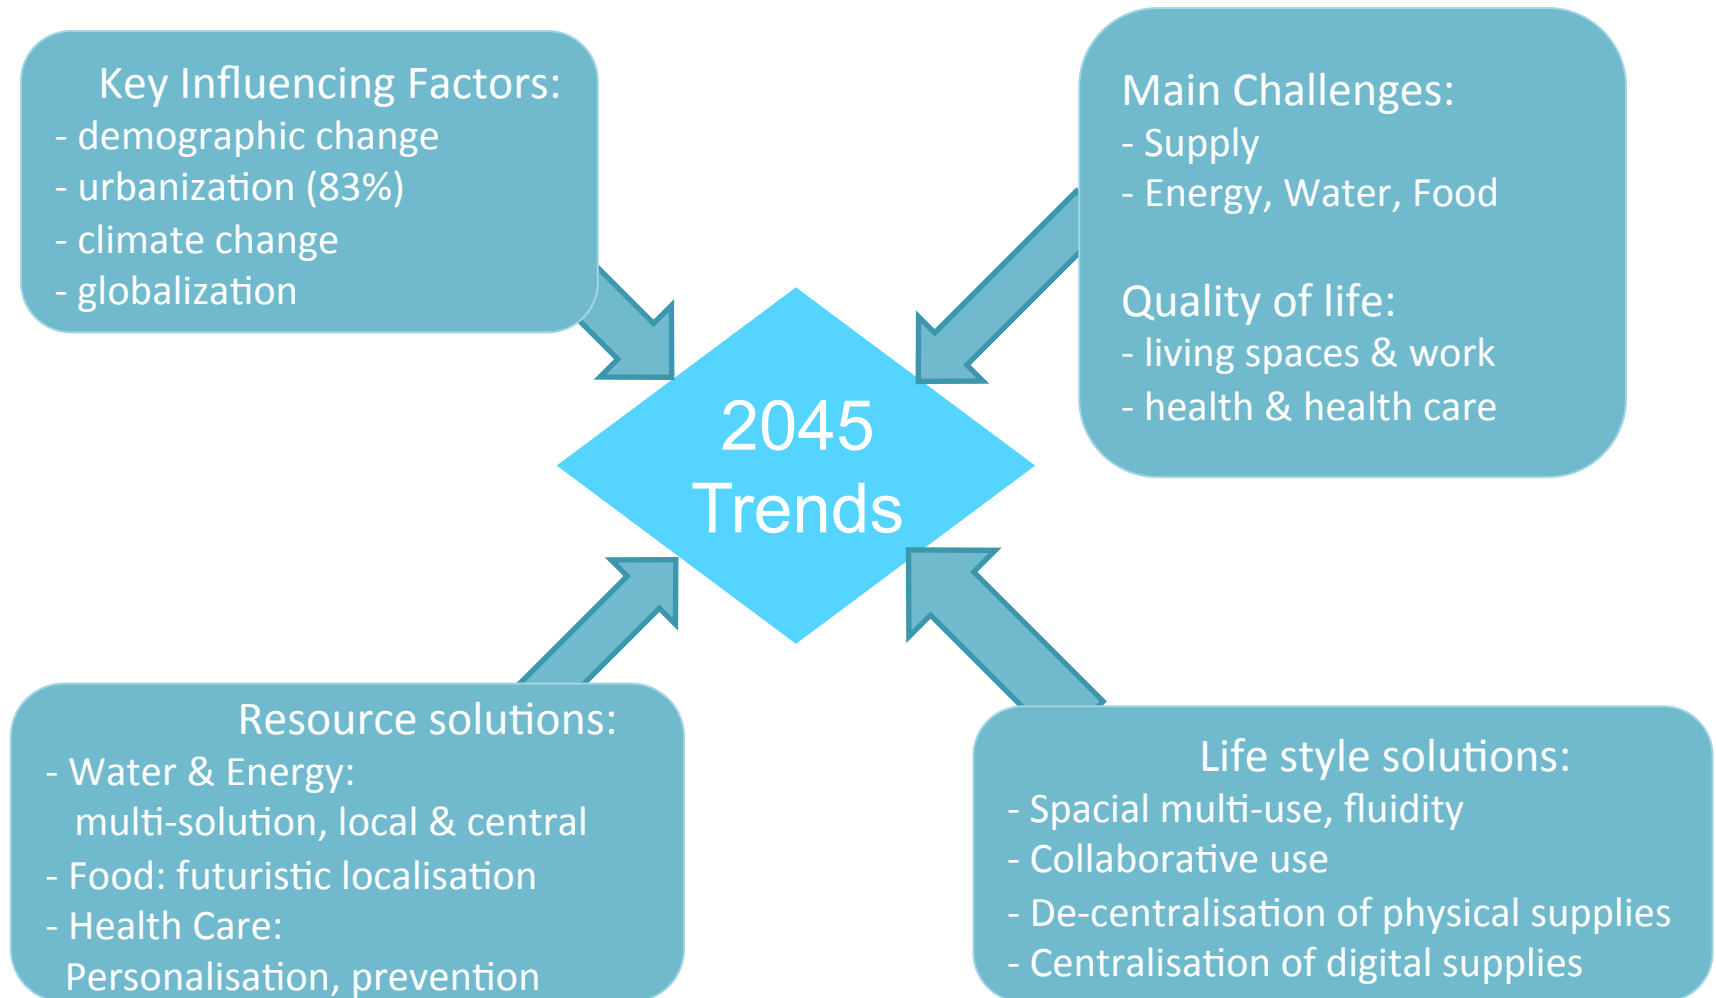 Key Influencing Factors:
- demographic change
- urbanization (83%)
- climate change
- globalization
Main Challenges:
- Supply
- Energy, Water, Food
Quality of life:
- living spaces & work
- health & health care
2045
Trends
Resource solutions:
- Water & Energy:
multi-solution, local & central
- Food: futuristic localisation
- Health Care:
Personalisation, prevention
Life style solutions:
- Spacial multi-use, fluidity
- Collaborative use
- De-centralisation of physical supplies
- Centralisation of digital supplies